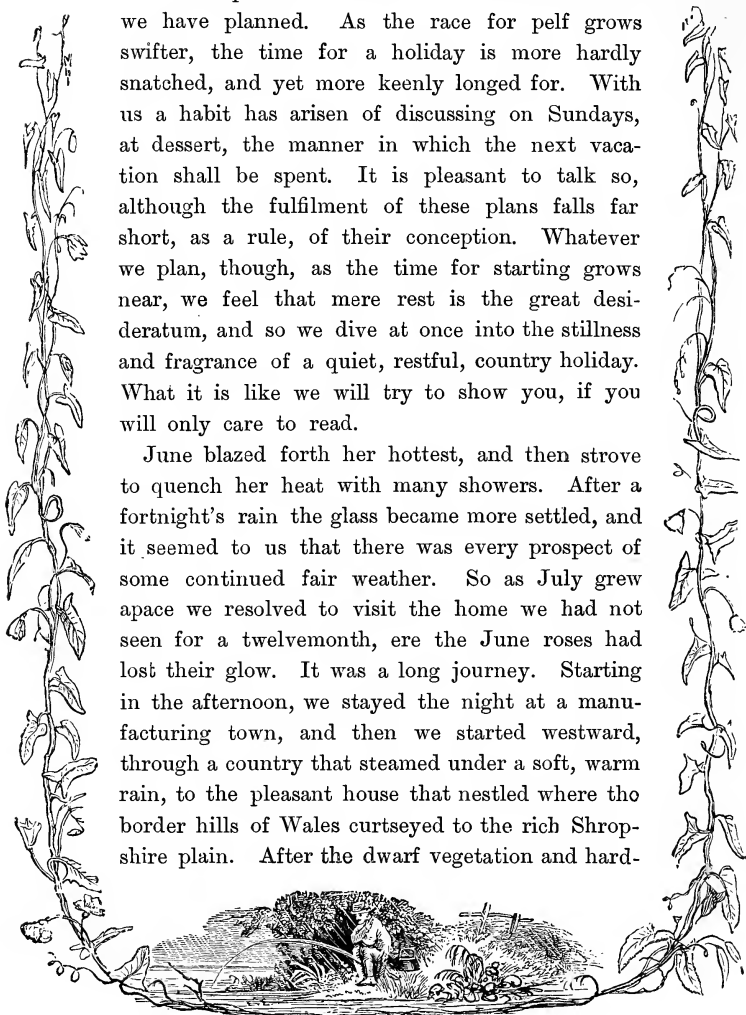 we have planned. As the race for pelf grows
swifter, the time for a holiday is more hardly
snatched, and yet more keenly longed for. With
us a habit has arisen of discussing on Sundays,
at dessert, the manner in which the next vaca-
tion shall be spent. It is pleasant to talk so,
although the fulfilment of these plans falls far
short, as a rule, of their conception. Whatever
we plan, though, as the time for starting grows
near, we feel that mere rest is the great desi-
deratum, and so we dive at once into the stillness
and fragrance of a quiet, restful, country holiday.
What it is like we will try to show you, if you
will only care to read.
June blazed forth her hottest, and then strove
to quench her heat with many showers. After a
fortnight's rain the glass became more settled, and
it seemed to us that there was every prospect of
some continued fair weather. So as July grew
apace we resolved to visit the home we had not
seen for a twelvemonth, ere the June roses had
lost their glow. It was a long journey. Starting
in the afternoon, we stayed the night at a manu-
facturing town, and then we started westward,
through a country that steamed under a soft, warm
rain, to the pleasant house that nestled where the
border hills of Wales curtseyed to the rich Shrop-
shire plain. After the dwarf vegetation and hard-